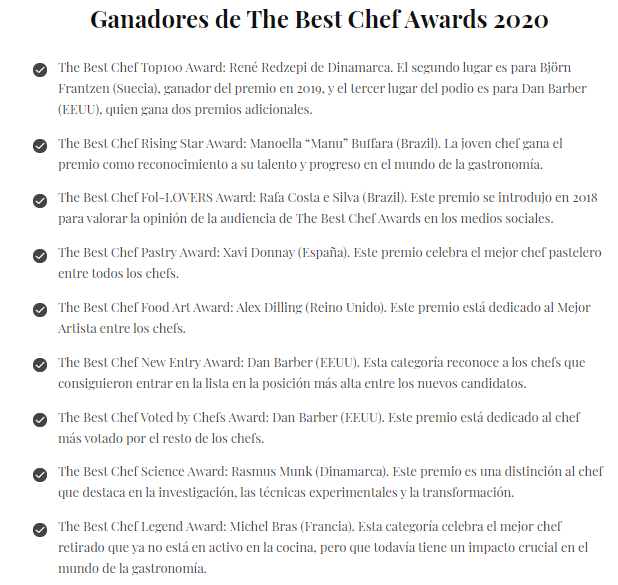 Ganadores de The Best Chef Awards 2020
The Best Chef Top100 Award: René Redzepi de Dinamarca. El segundo lugar es para Björn
Frantzen (Suecia), ganador del premio en 2019, y el tercer lugar del podio es para Dan Barber
(EEUU), quien gana dos premios adicionales.
The Best Chef Rising Star Award: Manoella “Manu” Buffara (Brazil). La joven chef gana el
premio como reconocimiento a su talento y progreso en el mundo de la gastronomía.
The Best Chef Fol-LOVERS Award: Rafa Costa e Silva (Brazil). Este premio se introdujo en 2018
para valorar la opinión de la audiencia de The Best Chef Awards en los medios sociales.
The Best Chef Pastry Award: Xavi Donnay (España). Este premio celebra el mejor chef pastelero
entre todos los chefs.
The Best Chef Food Art Award: Alex Dilling (Reino Unido). Este premio está dedicado al Mejor
Artista entre los chefs.
The Best Chef New Entry Award: Dan Barber (EEUU). Esta categoría reconoce a los chefs que
consiguieron entrar en la lista en la posición más alta entre los nuevos candidatos.
The Best Chef Voted by Chefs Award: Dan Barber (EEUU). Este premio está dedicado al chef
más votado por el resto de los chefs.
The Best Chef Science Award: Rasmus Munk (Dinamarca). Este premio es una distinción al chef
que destaca en la investigación, las técnicas experimentales y la transformación.
The Best Chef Legend Award: Michel Bras (Francia). Esta categoría celebra el mejor chef
retirado que ya no está en activo en la cocina, pero que todavía tiene un impacto crucial en el
mundo de la gastronomía.